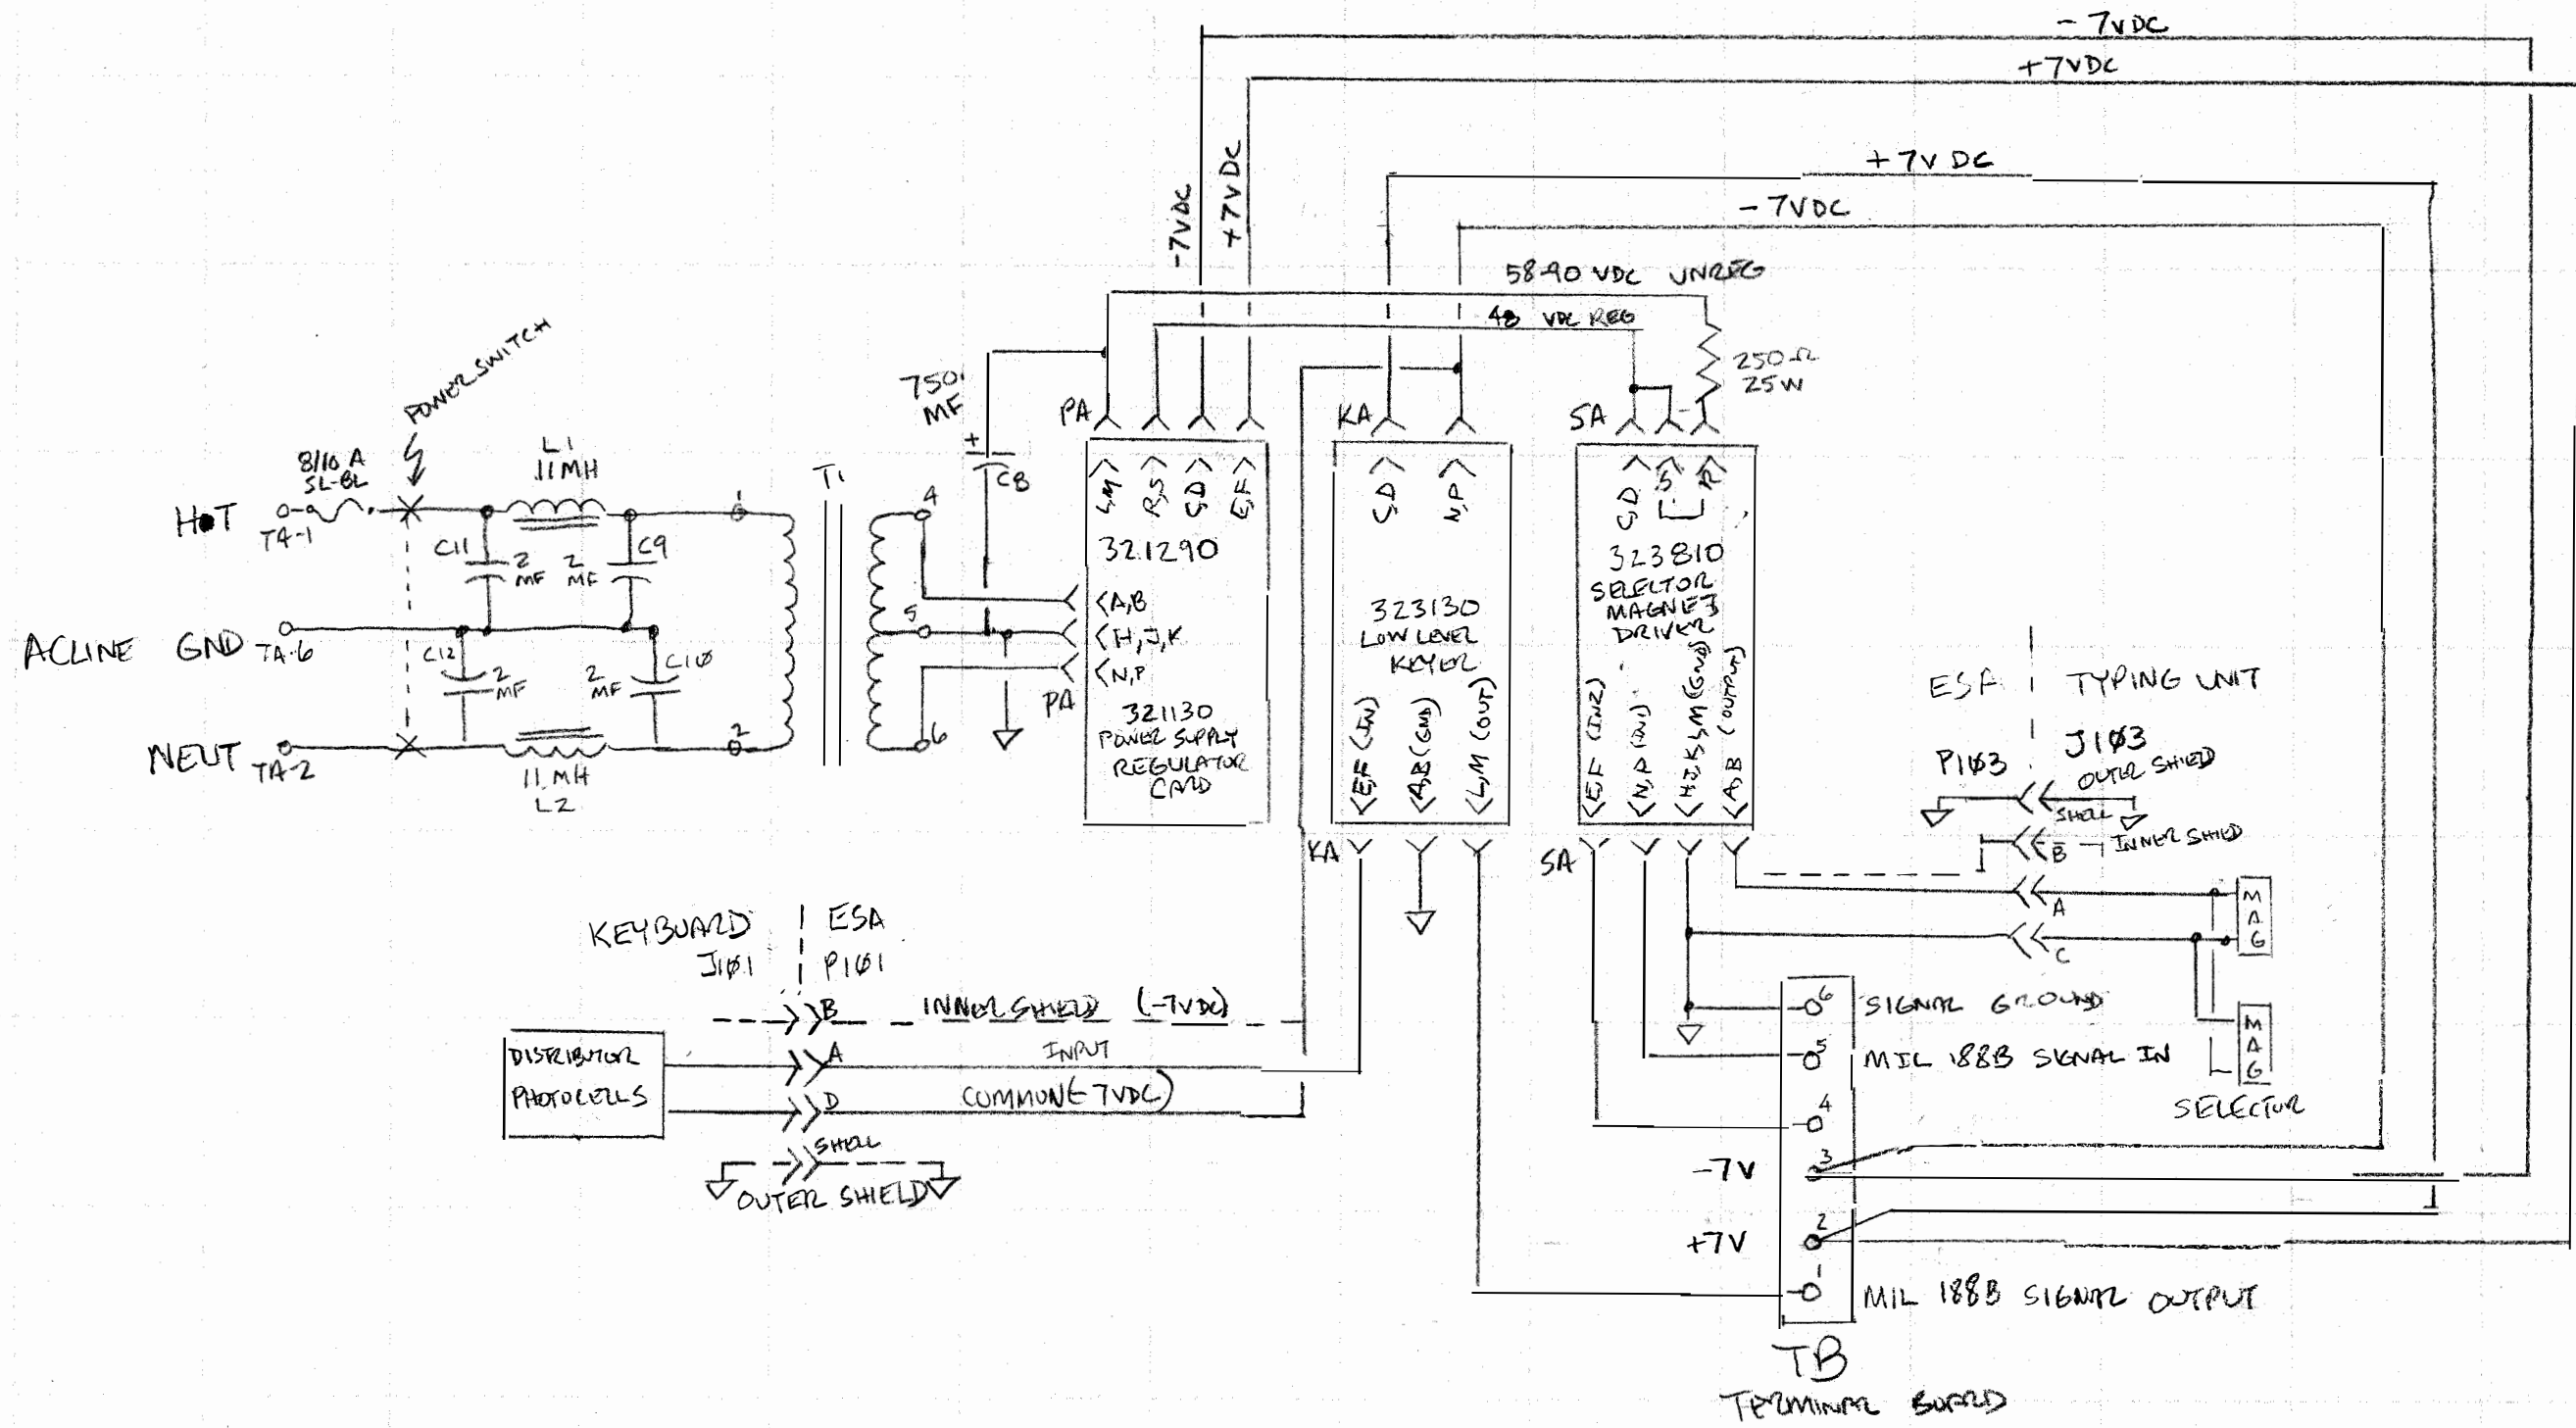 - 7VDC
+7VDC
+7V DC
- 7VDC
-7VDC
+7VDC
58-90 VDC UNREG
48 VDC REG
250Ω
25W
750
MF
+
C8
PA
KA
SA
POWER SWITCH
8/10 A
SL-BL
L1
11MH
T1
HOT
TA-1
1
4
C11
2
MF
2
MF
C9
ACLINE GND
TA-6
5
C12
2
MF
2
MF
C10
NEUT
TA-2
2
6
11 MH
L2
L,M
R,S
C,D
E,F
321290
<A,B
<H,J,K
<N,P
PA
321130
POWER SUPPLY
REGULATOR
CARD
C,D
N,P
323130
LOW LEVEL
KEYER
E,F (IN)
A,B (GND)
L,M (OUT)
KA
C,D
S
R
323810
SELECTOR
MAGNET
DRIVER
E,F (IN2)
N,P (IN1)
H,J,K,L,M (GND)
A,B (OUTPUT)
SA
ESA
TYPING UNIT
P103
J103
OUTER SHIELD
SHELL
B
INNER SHIELD
A
C
MAG
MAG
SELECTOR
KEYBOARD
J101
ESA
P101
B
INNER SHIELD (-7VDC)
DISTRIBUTOR
PHOTOCELLS
A
INPUT
D
COMMON(-7VDC)
SHELL
OUTER SHIELD
6 SIGNAL GROUND
5 MIL 188B SIGNAL IN
4
-7V 3
+7V 2
1 MIL 188B SIGNAL OUTPUT
TB
TERMINAL BOARD